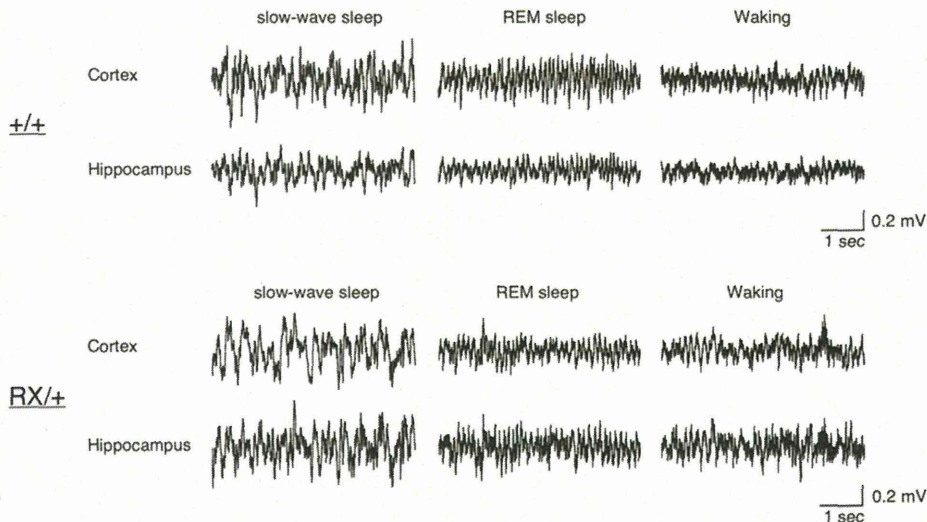 slow-wave sleep REM sleep Waking
Cortex
+/+
Hippocampus
0.2 mV
1 sec
slow-wave sleep REM sleep Waking
Cortex
RX/+
Hippocampus
0.2 mV
1 sec